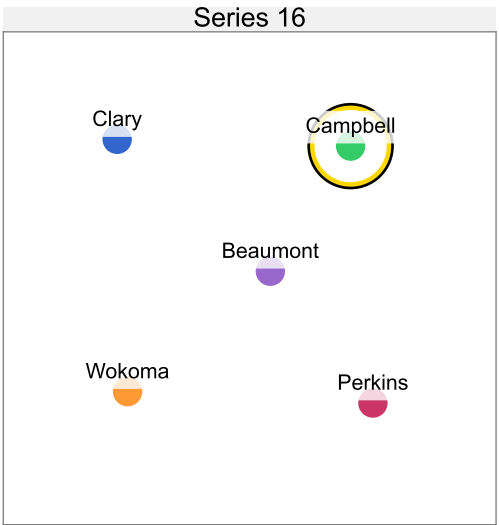 Series 16
Clary
Campbell
Beaumont
Wokoma
Perkins